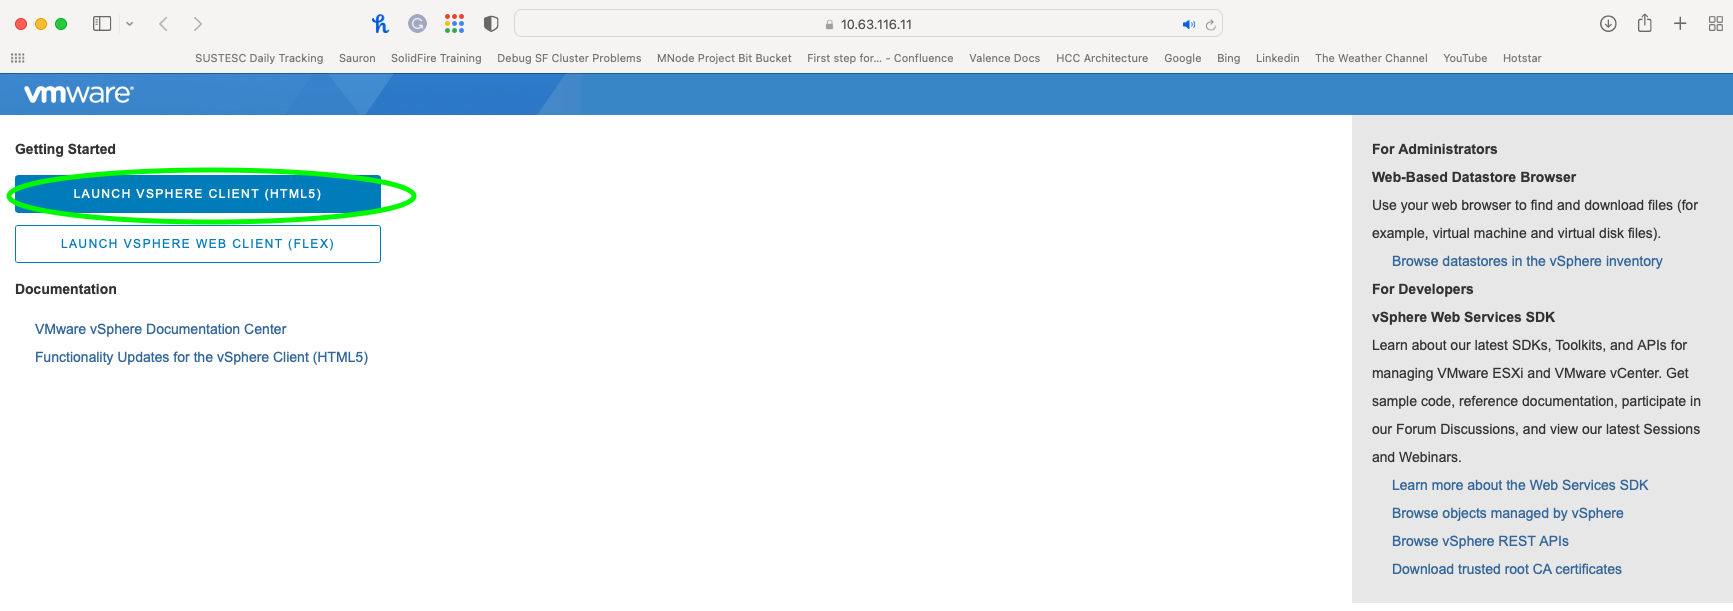 10.63.116.11
SUSTESC Daily Tracking Sauron SolidFire Training Debug SF Cluster Problems MNode Project Bit Bucket First step for... - Confluence Valence Docs HCC Architecture Google Bing Linkedin The Weather Channel YouTube Hotstar
vmware®
Getting Started
LAUNCH VSPHERE CLIENT (HTML5)
LAUNCH VSPHERE WEB CLIENT (FLEX)
Documentation
VMware vSphere Documentation Center
Functionality Updates for the vSphere Client (HTML5)
For Administrators
Web-Based Datastore Browser
Use your web browser to find and download files (for
example, virtual machine and virtual disk files).
Browse datastores in the vSphere inventory
For Developers
vSphere Web Services SDK
Learn about our latest SDKs, Toolkits, and APIs for
managing VMware ESXi and VMware vCenter. Get
sample code, reference documentation, participate in
our Forum Discussions, and view our latest Sessions
and Webinars.
Learn more about the Web Services SDK
Browse objects managed by vSphere
Browse vSphere REST APIs
Download trusted root CA certificates